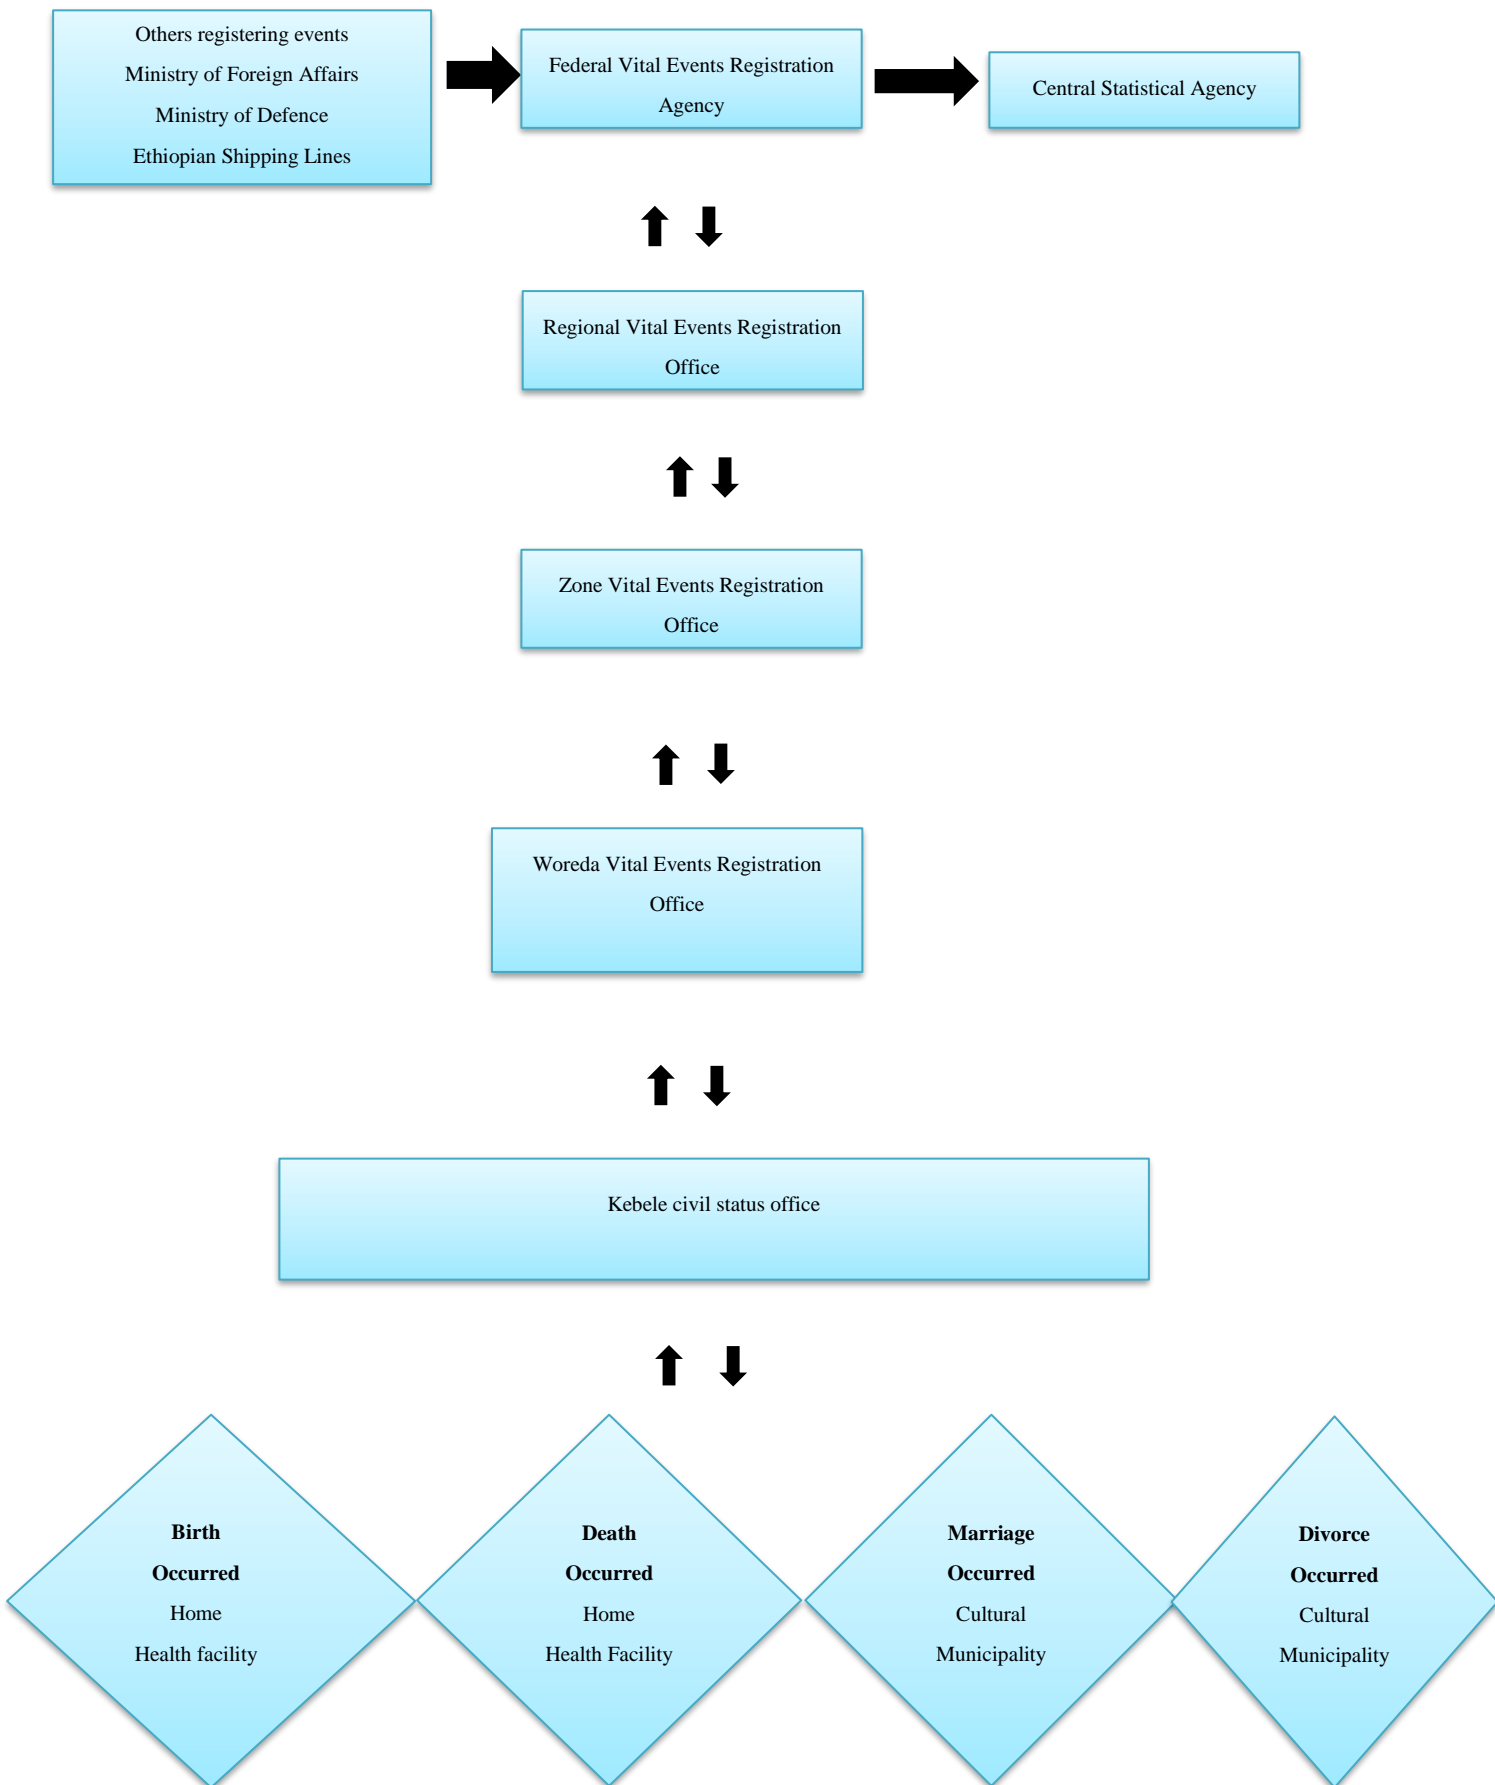 Others registering events
Ministry of Foreign Affairs
Ministry of Defence
Ethiopian Shipping Lines
Federal Vital Events Registration
Agency
Central Statistical Agency
Regional Vital Events Registration
Office
Zone Vital Events Registration
Office
Woreda Vital Events Registration
Office
Kebele civil status office
Birth
Occurred
Home
Health facility
Death
Occurred
Home
Health Facility
Marriage
Occurred
Cultural
Municipality
Divorce
Occurred
Cultural
Municipality